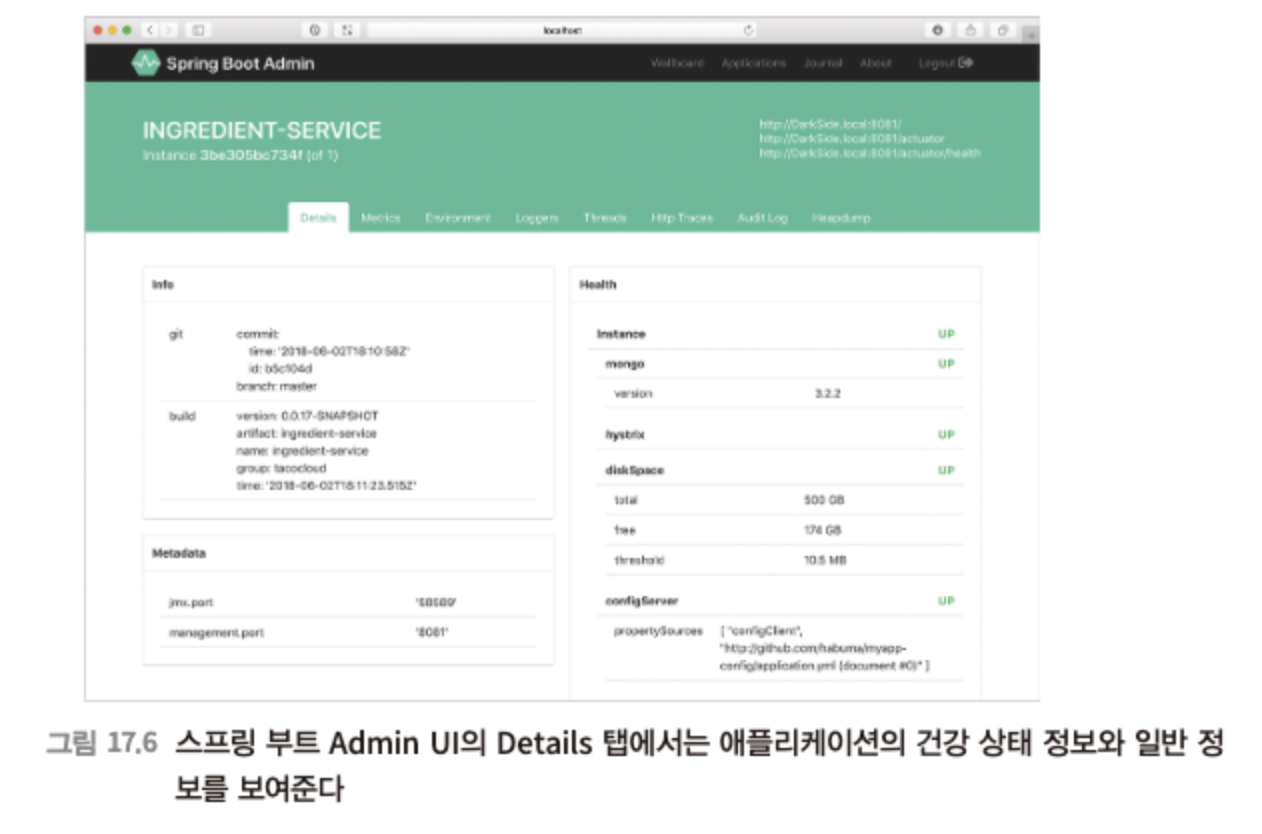 localhost
Spring Boot Admin
Wallboard Applications Journal About Logout
INGREDIENT-SERVICE
Instance 3be305bc734f (of 1)
http://DarkSide.local:8081/
http://DarkSide.local:8081/actuator
http://DarkSide.local:8081/actuator/health
Details Metrics Environment Loggers Threads Http Traces Audit Log Heapdump
Info
git
commit:
time: '2018-06-02T18:10:58Z'
id: b5c104d
branch: master
build
version: 0.0.17-SNAPSHOT
artifact: ingredient-service
name: ingredient-service
group: tacocloud
time: '2018-06-02T18:11:23.515Z'
Metadata
jmx.port
management.port '8081'
Health
Instance UP
mongo UP
version 3.2.2
hystrix UP
diskSpace UP
total 500 GB
free 174 GB
threshold 10.5 MB
configServer UP
propertySources [ "configClient",
"http://github.com/habuma/myapp-
config/application.yml (document #0)" ]
그림 17.6 스프링 부트 Admin UI의 Details 탭에서는 애플리케이션의 건강 상태 정보와 일반 정
보를 보여준다